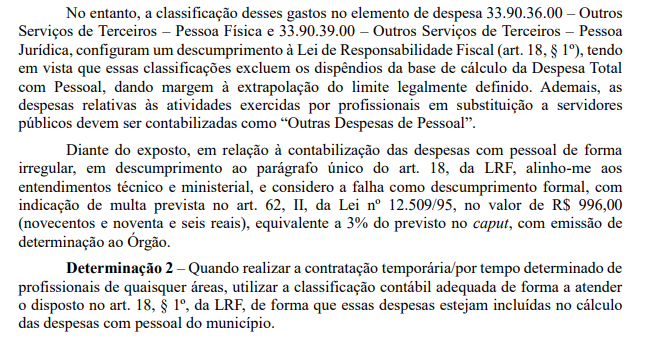 No entanto, a classificação desses gastos no elemento de despesa 33.90.36.00 – Outros
Serviços de Terceiros – Pessoa Física e 33.90.39.00 – Outros Serviços de Terceiros – Pessoa
Jurídica, configuram um descumprimento à Lei de Responsabilidade Fiscal (art. 18, § 1º), tendo
em vista que essas classificações excluem os dispêndios da base de cálculo da Despesa Total
com Pessoal, dando margem à extrapolação do limite legalmente definido. Ademais, as
despesas relativas às atividades exercidas por profissionais em substituição a servidores
públicos devem ser contabilizadas como “Outras Despesas de Pessoal”.
Diante do exposto, em relação à contabilização das despesas com pessoal de forma
irregular, em descumprimento ao parágrafo único do art. 18, da LRF, alinho-me aos
entendimentos técnico e ministerial, e considero a falha como descumprimento formal, com
indicação de multa prevista no art. 62, II, da Lei nº 12.509/95, no valor de R$ 996,00
(novecentos e noventa e seis reais), equivalente a 3% do previsto no caput, com emissão de
determinação ao Órgão.
Determinação 2 – Quando realizar a contratação temporária/por tempo determinado de
profissionais de quaisquer áreas, utilizar a classificação contábil adequada de forma a atender
o disposto no art. 18, § 1º, da LRF, de forma que essas despesas estejam incluídas no cálculo
das despesas com pessoal do município.